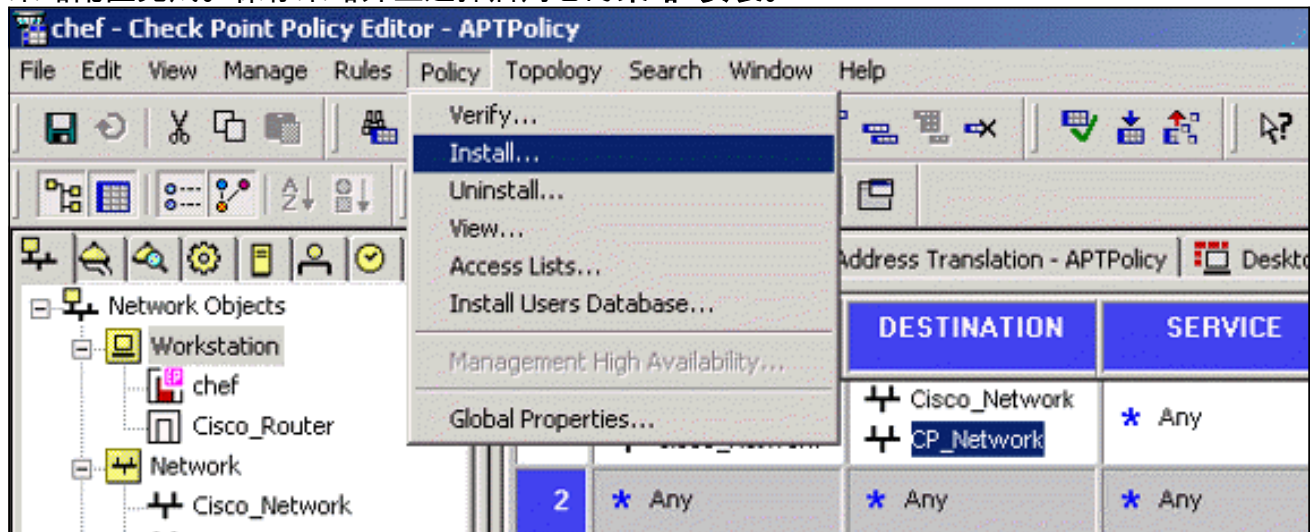 chef - Check Point Policy Editor - APTPolicy
File Edit View Manage Rules Policy Topology Search Window Help
Verify...
Install...
Uninstall...
View...
Access Lists...
Install Users Database...
Management High Availability...
Global Properties...
Address Translation - APTPolicy
Network Objects
Workstation
chef
Cisco_Router
Network
Cisco_Network
DESTINATION SERVICE
Cisco_Network
CP_Network
* Any
2 * Any * Any * Any